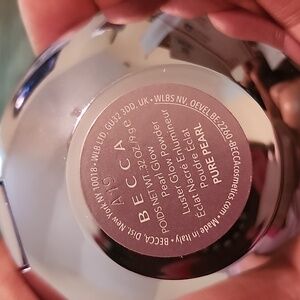 BECCA, Dist. New York NY 10018 • WLB LTD, GU32 3DD, UK • WLBS NV, OEVEL BE 2260 • BECCAcosmetics.com • Made in Italy •
A19
BECCA
POIDS NET WT. .32 OZ / 9g ℮
Pearl Glow
Luster Glow Powder
Éclat Nacré Enlumineur
Poudre Éclat
PURE PEARL